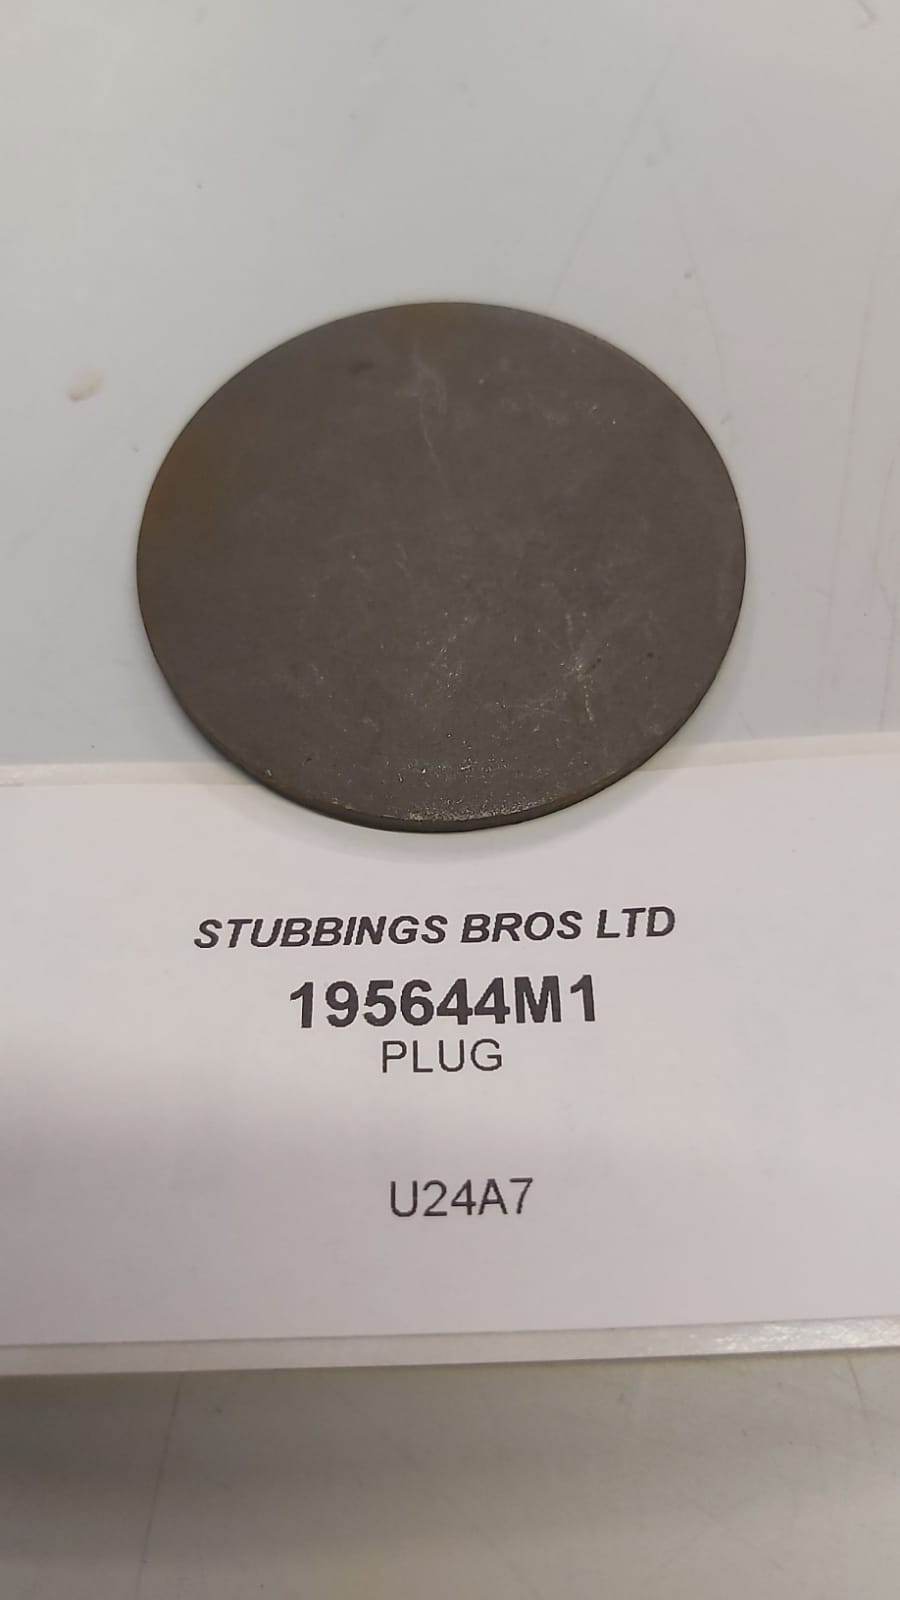 STUBBINGS BROS LTD
195644M1
PLUG
U24A7